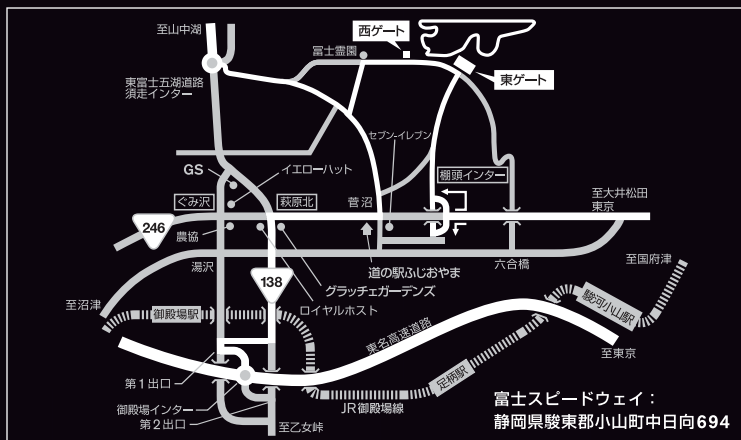 至山中湖
西ゲート
冨士霊園
東ゲート
東富士五湖道路
須走インター
セブン-イレブン
GS
イエローハット
棚頭インター
ぐみ沢
萩原北
菅沼
至大井松田
東京
246
農協
六合橋
湯沢
道の駅ふじおやま
至国府津
138
グラッチェガーデンズ
至沼津
ロイヤルホスト
御殿場駅
駿河小山駅
東名高速道路
至東京
第1出口
足柄駅
御殿場インター
JR御殿場線
第2出口
至乙女峠
富士スピードウェイ：
静岡県駿東郡小山町中日向694